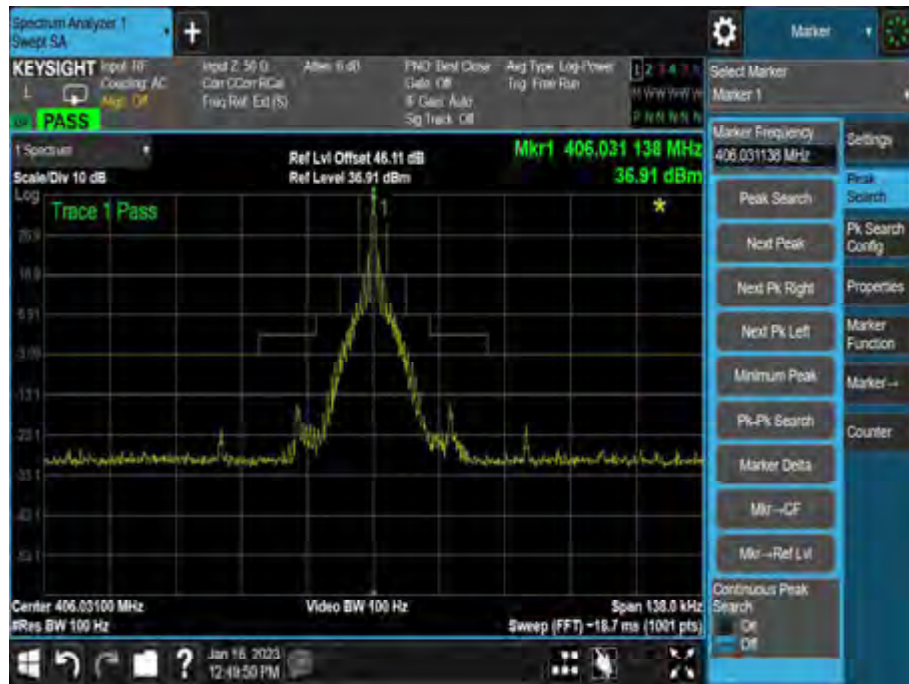 Spectrum Analyzer 1
Swept SA
+
Marker
KEYSIGHT Input: RF
Coupling: AC
Align: Off
Input Z: 50 Ω
Corr CCorr RCal
Freq Ref: Ext (S)
Atten: 6 dB
PNO: Best Close
Gate: Off
IF Gain: Auto
Sig Track: Off
Avg Type: Log-Power
Trig: Free Run
1 2 3 4 5 6
P N N N N N
L
PASS
Select Marker
Marker 1
1 Spectrum
Scale/Div 10 dB
Ref Lvl Offset 46.11 dB
Ref Level 36.91 dBm
Mkr1 406.031 138 MHz
36.91 dBm
Log
Trace 1 Pass
1
*
26.9
16.9
6.91
-3.09
-13.1
-23.1
-33.1
-43.1
-53.1
Center 406.03100 MHz
#Res BW 100 Hz
Video BW 100 Hz
Span 138.0 kHz
Sweep (FFT) ~18.7 ms (1001 pts)
Marker Frequency
406.031138 MHz
Peak Search
Next Peak
Next Pk Right
Next Pk Left
Minimum Peak
Pk-Pk Search
Marker Delta
Mkr→CF
Mkr→Ref Lvl
Continuous Peak
Search
On
Off
Settings
Peak
Search
Pk Search
Config
Properties
Marker
Function
Marker→
Counter
?
Jan 16, 2023
12:49:50 PM